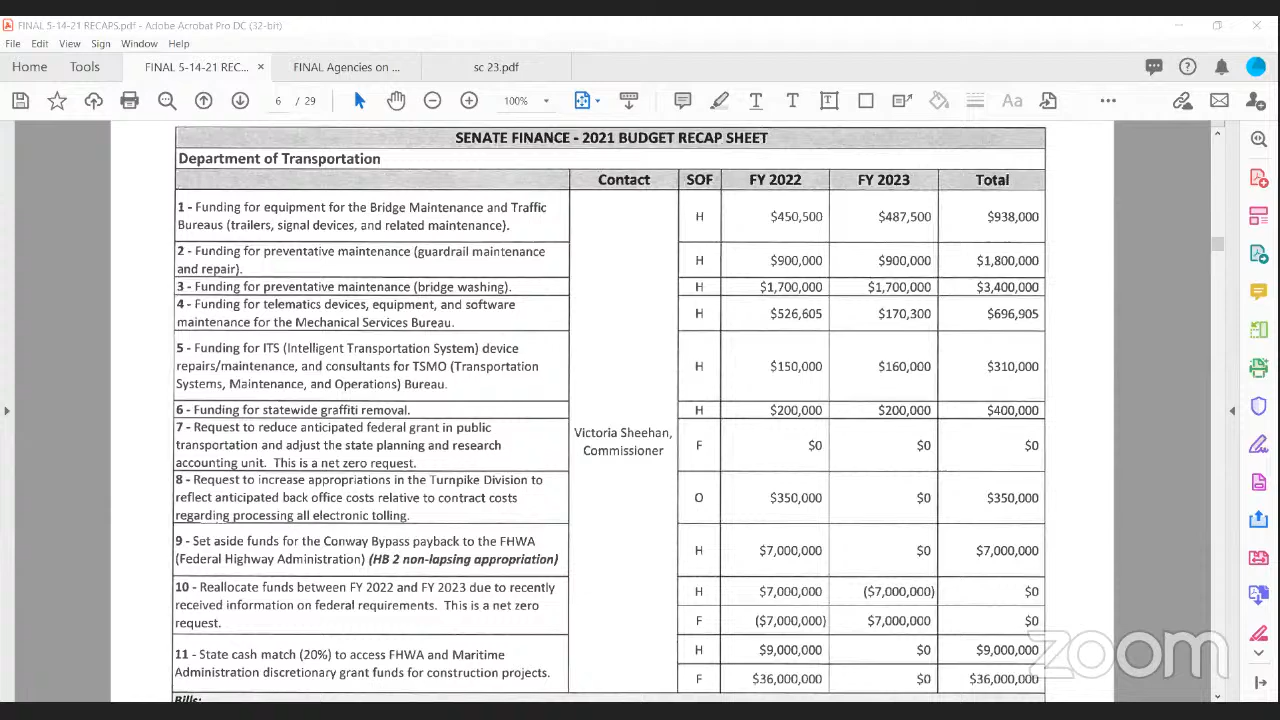 FINAL 5-14-21 RECAPS.pdf - Adobe Acrobat Pro DC (32-bit)
File Edit View Sign Window Help
Home Tools FINAL 5-14-21 REC... × FINAL Agencies on ... sc 23.pdf
/ 29 100%
SENATE FINANCE - 2021 BUDGET RECAP SHEET
Department of Transportation
Contact SOF FY 2022 FY 2023 Total
1 - Funding for equipment for the Bridge Maintenance and Traffic
Bureaus (trailers, signal devices, and related maintenance).
H $450,500 $487,500 $938,000
2 - Funding for preventative maintenance (guardrail maintenance
and repair).
H $900,000 $900,000 $1,800,000
3 - Funding for preventative maintenance (bridge washing). H $1,700,000 $1,700,000 $3,400,000
4 - Funding for telematics devices, equipment, and software
maintenance for the Mechanical Services Bureau.
H $526,605 $170,300 $696,905
5 - Funding for ITS (Intelligent Transportation System) device
repairs/maintenance, and consultants for TSMO (Transportation
Systems, Maintenance, and Operations) Bureau.
H $150,000 $160,000 $310,000
6 - Funding for statewide graffiti removal. H $200,000 $200,000 $400,000
7 - Request to reduce anticipated federal grant in public
transportation and adjust the state planning and research
accounting unit. This is a net zero request.
Victoria Sheehan,
Commissioner
F $0 $0 $0
8 - Request to increase appropriations in the Turnpike Division to
reflect anticipated back office costs relative to contract costs
regarding processing all electronic tolling.
O $350,000 $0 $350,000
9 - Set aside funds for the Conway Bypass payback to the FHWA
(Federal Highway Administration) (HB 2 non-lapsing appropriation)
H $7,000,000 $0 $7,000,000
10 - Reallocate funds between FY 2022 and FY 2023 due to recently
received information on federal requirements. This is a net zero
request.
H $7,000,000 ($7,000,000) $0
F ($7,000,000) $7,000,000 $0
11 - State cash match (20%) to access FHWA and Maritime
Administration discretionary grant funds for construction projects.
H $9,000,000 $0 $9,000,000
F $36,000,000 $0 $36,000,000
Bills:
zoom